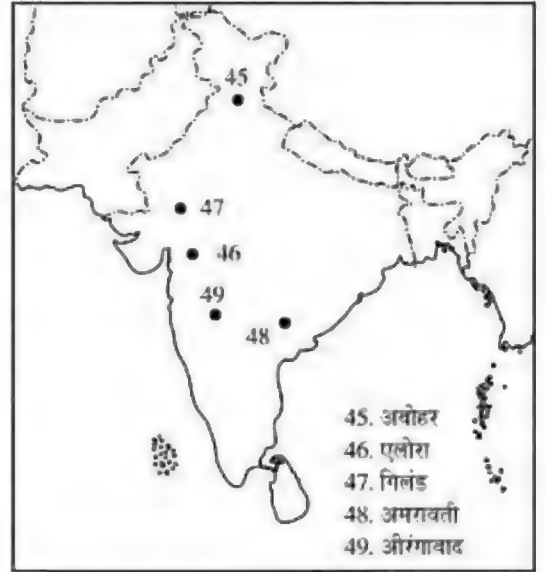 45
47
46
49
48
45. अबोहर
46. एलोरा
47. गिलंड
48. अमरावती
49. औरंगाबाद